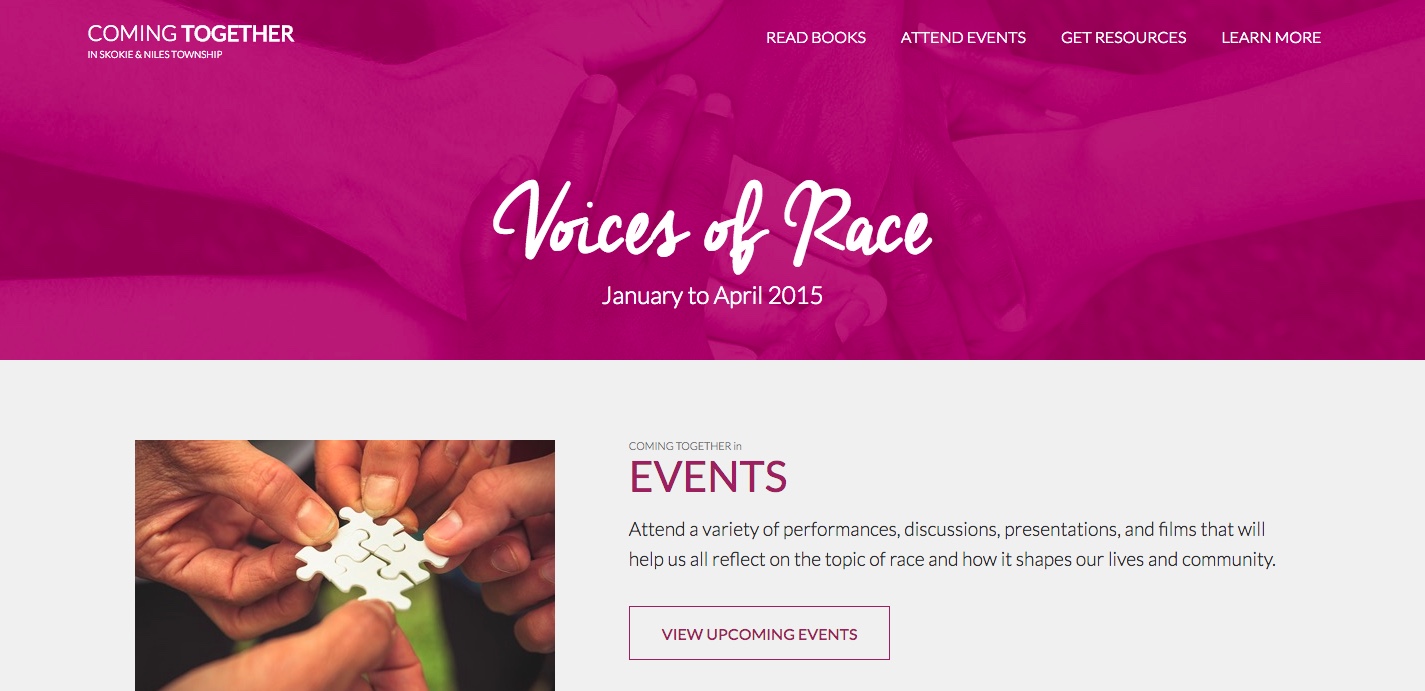 COMING TOGETHER
IN SKOKIE & NILES TOWNSHIP
READ BOOKS ATTEND EVENTS GET RESOURCES LEARN MORE
Voices of Race
January to April 2015
COMING TOGETHER in
EVENTS
Attend a variety of performances, discussions, presentations, and films that will
help us all reflect on the topic of race and how it shapes our lives and community.
VIEW UPCOMING EVENTS